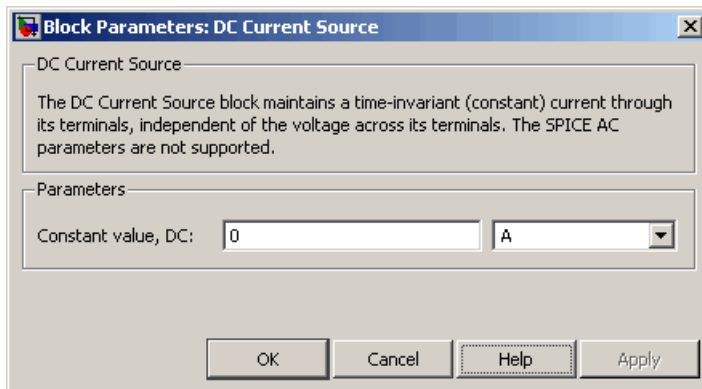 Block Parameters: DC Current Source
DC Current Source
The DC Current Source block maintains a time-invariant (constant) current through
its terminals, independent of the voltage across its terminals. The SPICE AC
parameters are not supported.
Parameters
Constant value, DC: 0 A
OK Cancel Help Apply